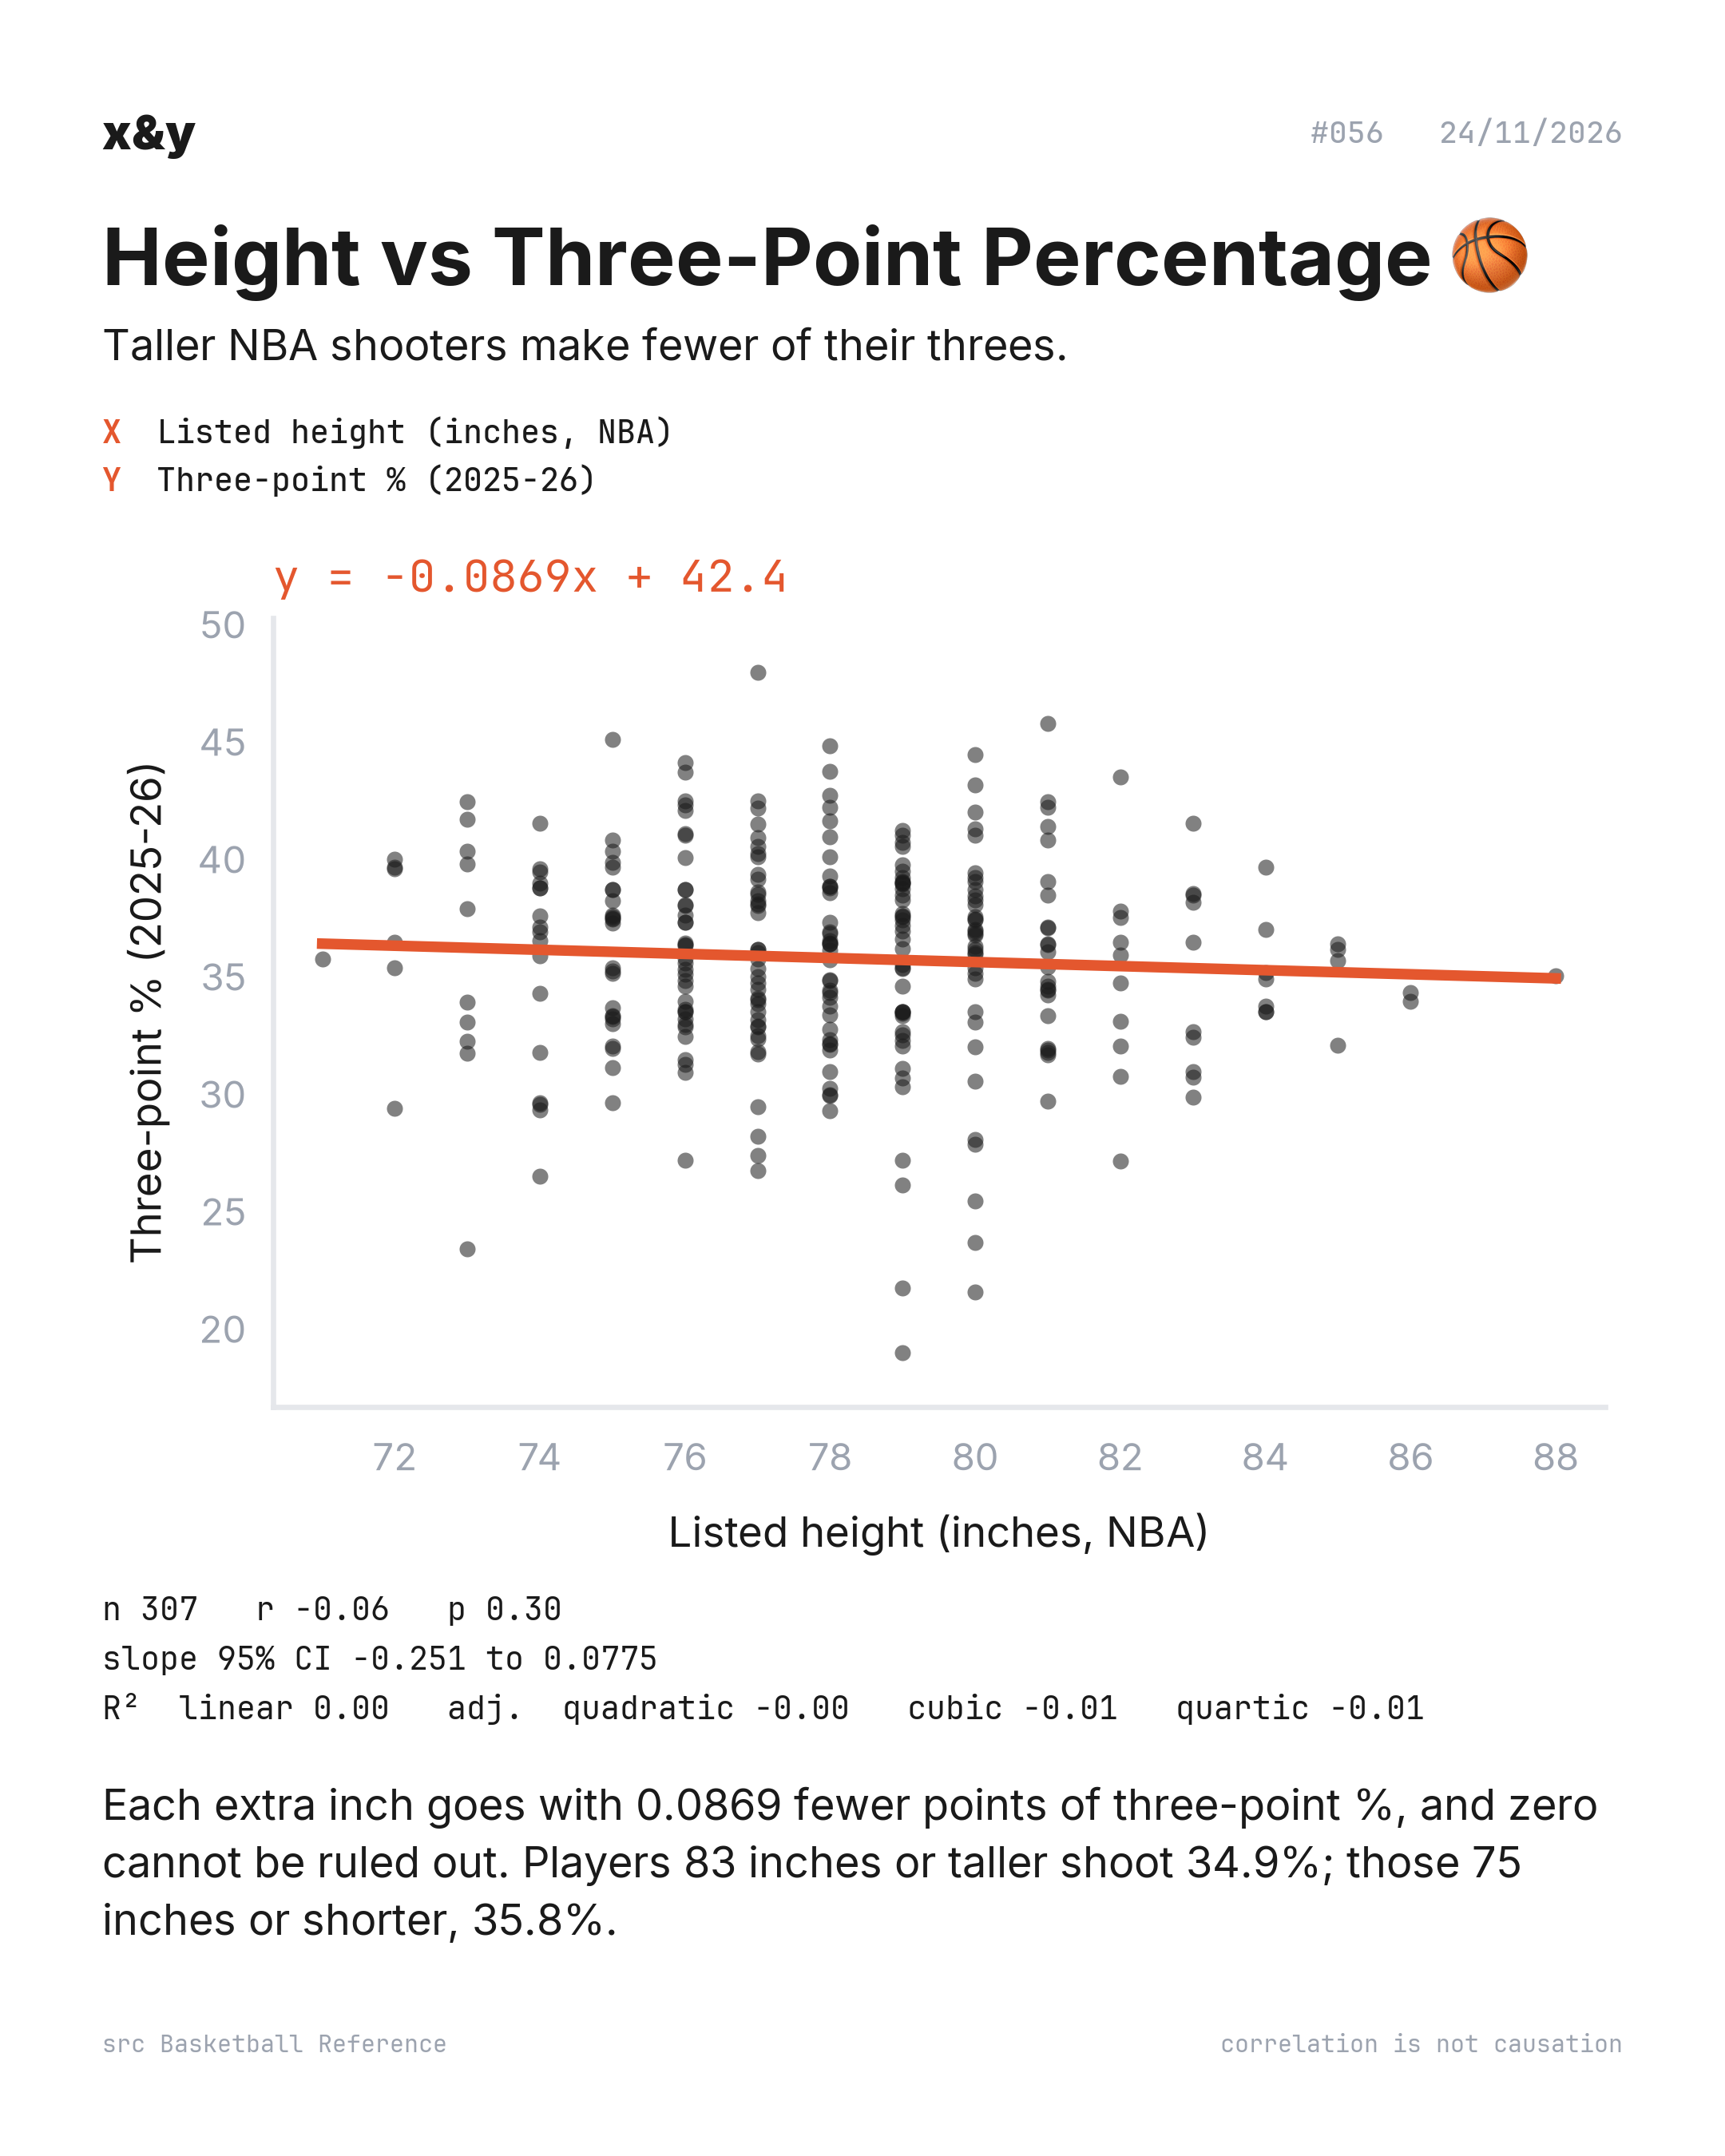 x&y
#056 24/11/2026
Height vs Three-Point Percentage 🏀
Taller NBA shooters make fewer of their threes.
X Listed height (inches, NBA)
Y Three-point % (2025-26)
y = -0.0869x + 42.4
50
45
40
35
30
25
20
Three-point % (2025-26)
72 74 76 78 80 82 84 86 88
Listed height (inches, NBA)
n 307 r -0.06 p 0.30
slope 95% CI -0.251 to 0.0775
R² linear 0.00 adj. quadratic -0.00 cubic -0.01 quartic -0.01
Each extra inch goes with 0.0869 fewer points of three-point %, and zero
cannot be ruled out. Players 83 inches or taller shoot 34.9%; those 75
inches or shorter, 35.8%.
src Basketball Reference
correlation is not causation